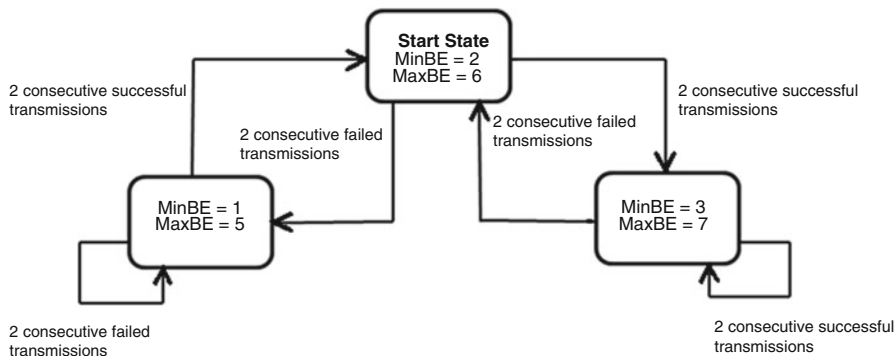 Start State
MinBE = 2
MaxBE = 6
2 consecutive successful
transmissions
2 consecutive failed
transmissions
2 consecutive failed
transmissions
2 consecutive successful
transmissions
MinBE = 1
MaxBE = 5
MinBE = 3
MaxBE = 7
2 consecutive failed
transmissions
2 consecutive successful
transmissions